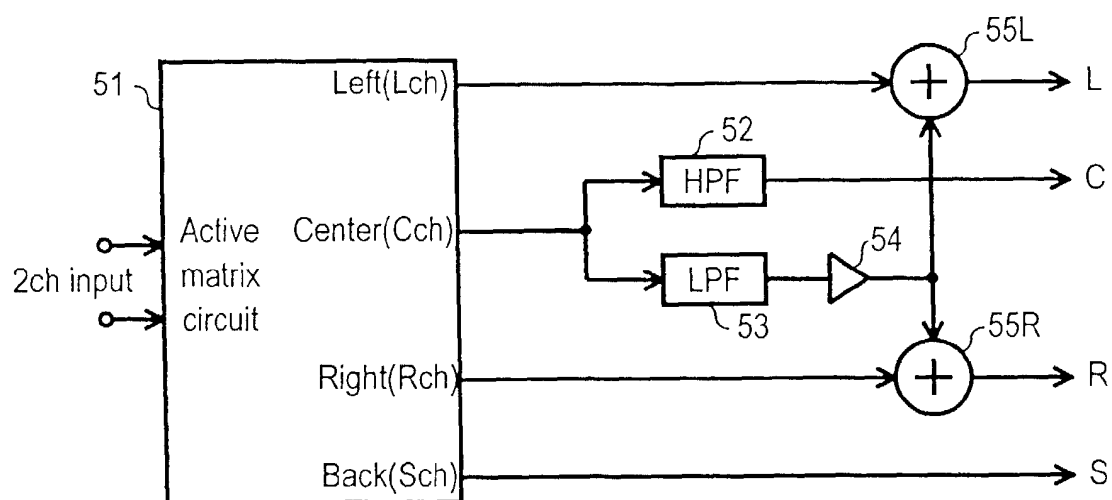 55L
51
Left(Lch)
+
L
52
HPF
C
Active
matrix
circuit
Center(Cch)
54
2ch input
LPF
53
55R
Right(Rch)
+
R
Back(Sch)
S